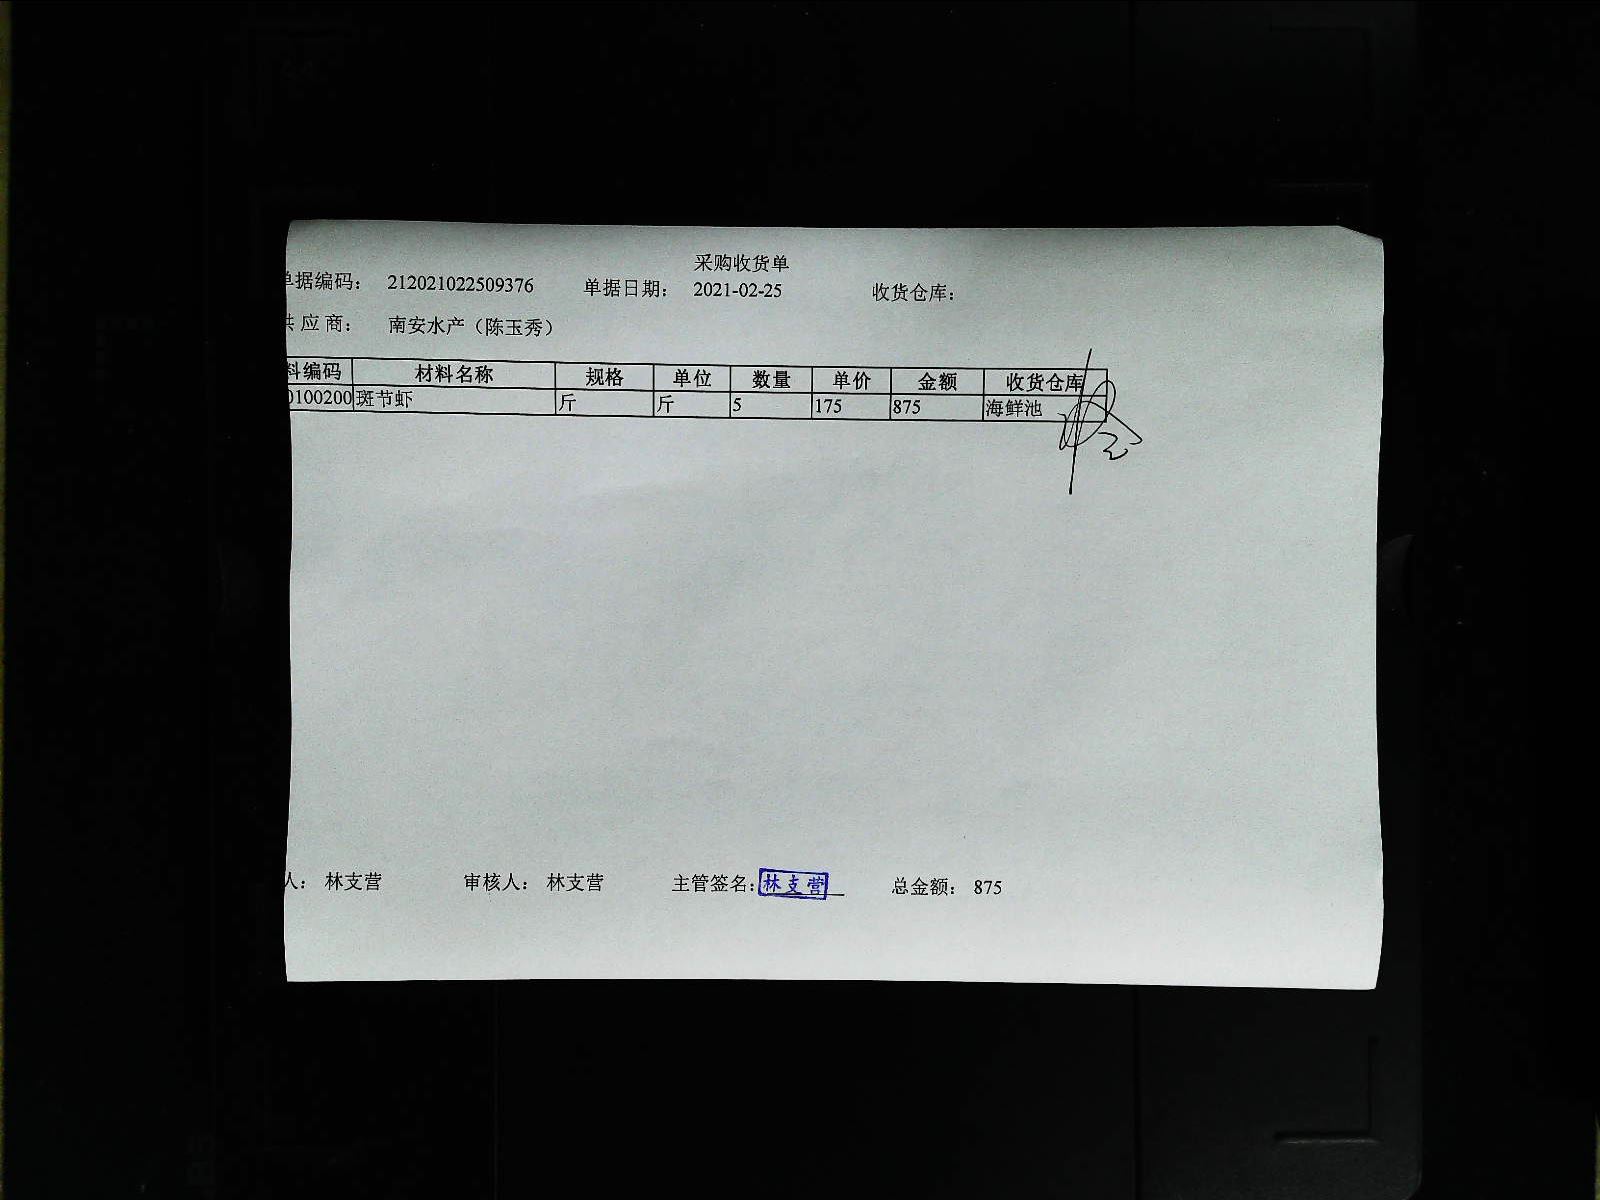 采购收货单
单据编码： 212021022509376 单据日期： 2021-02-25 收货仓库：
供 应 商： 南安水产（陈玉秀）
料编码 材料名称 规格 单位 数量 单价 金额 收货仓库
0100200 斑节虾 斤 斤 5 175 875 海鲜池
人： 林支营 审核人： 林支营 主管签名： 林支营 总金额： 875